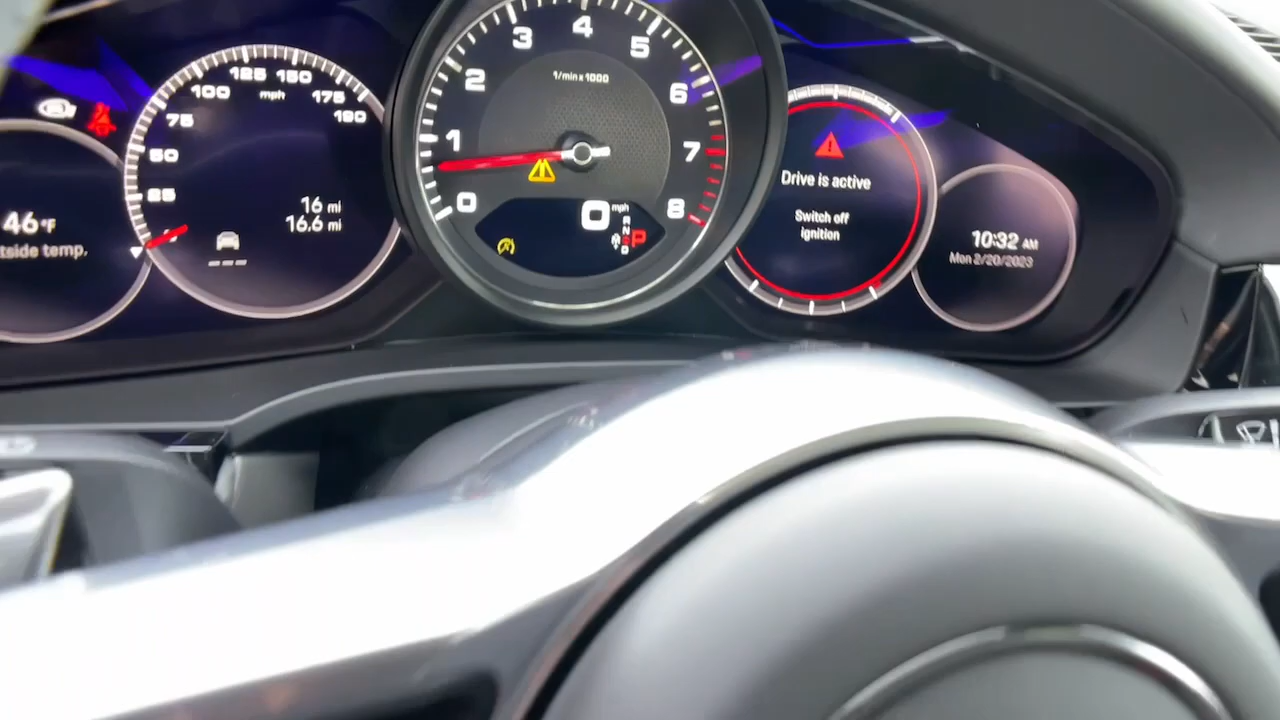 46°F
tside temp.
25
50
75
100
125
150
175
190
mph
16 mi
16.6 mi
0
1
2
3
4
5
6
7
8
1/min x 1000
0 mph
R
N
D
P
Drive is active
Switch off
ignition
10:32 AM
Mon 2/20/2023